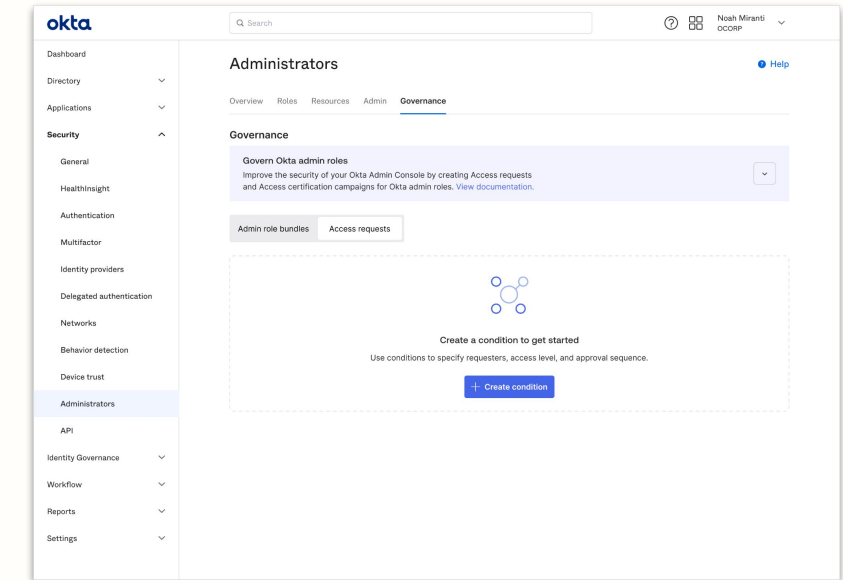 okta
Search
Noah Miranti
OCORP
Dashboard
Directory
Applications
Security
General
HealthInsight
Authentication
Multifactor
Identity providers
Delegated authentication
Networks
Behavior detection
Device trust
Administrators
API
Identity Governance
Workflow
Reports
Settings
Administrators
Help
Overview Roles Resources Admin Governance
Governance
Govern Okta admin roles
Improve the security of your Okta Admin Console by creating Access requests
and Access certification campaigns for Okta admin roles. View documentation.
Admin role bundles Access requests
Create a condition to get started
Use conditions to specify requesters, access level, and approval sequence.
+ Create condition